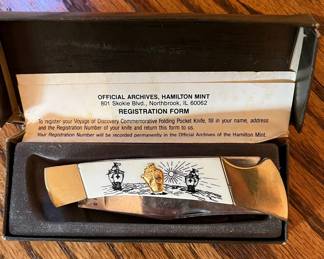 OFFICIAL ARCHIVES, HAMILTON MINT
801 Skokie Blvd., Northbrook, IL 60062
REGISTRATION FORM
To register your Voyage of Discovery Commemorative Folding Pocket Knife, fill in your name, address
and the Registration Number of your knife and return this form to us.
Your Registration Number will be recorded permanently in the Official Archives of the Hamilton Mint.